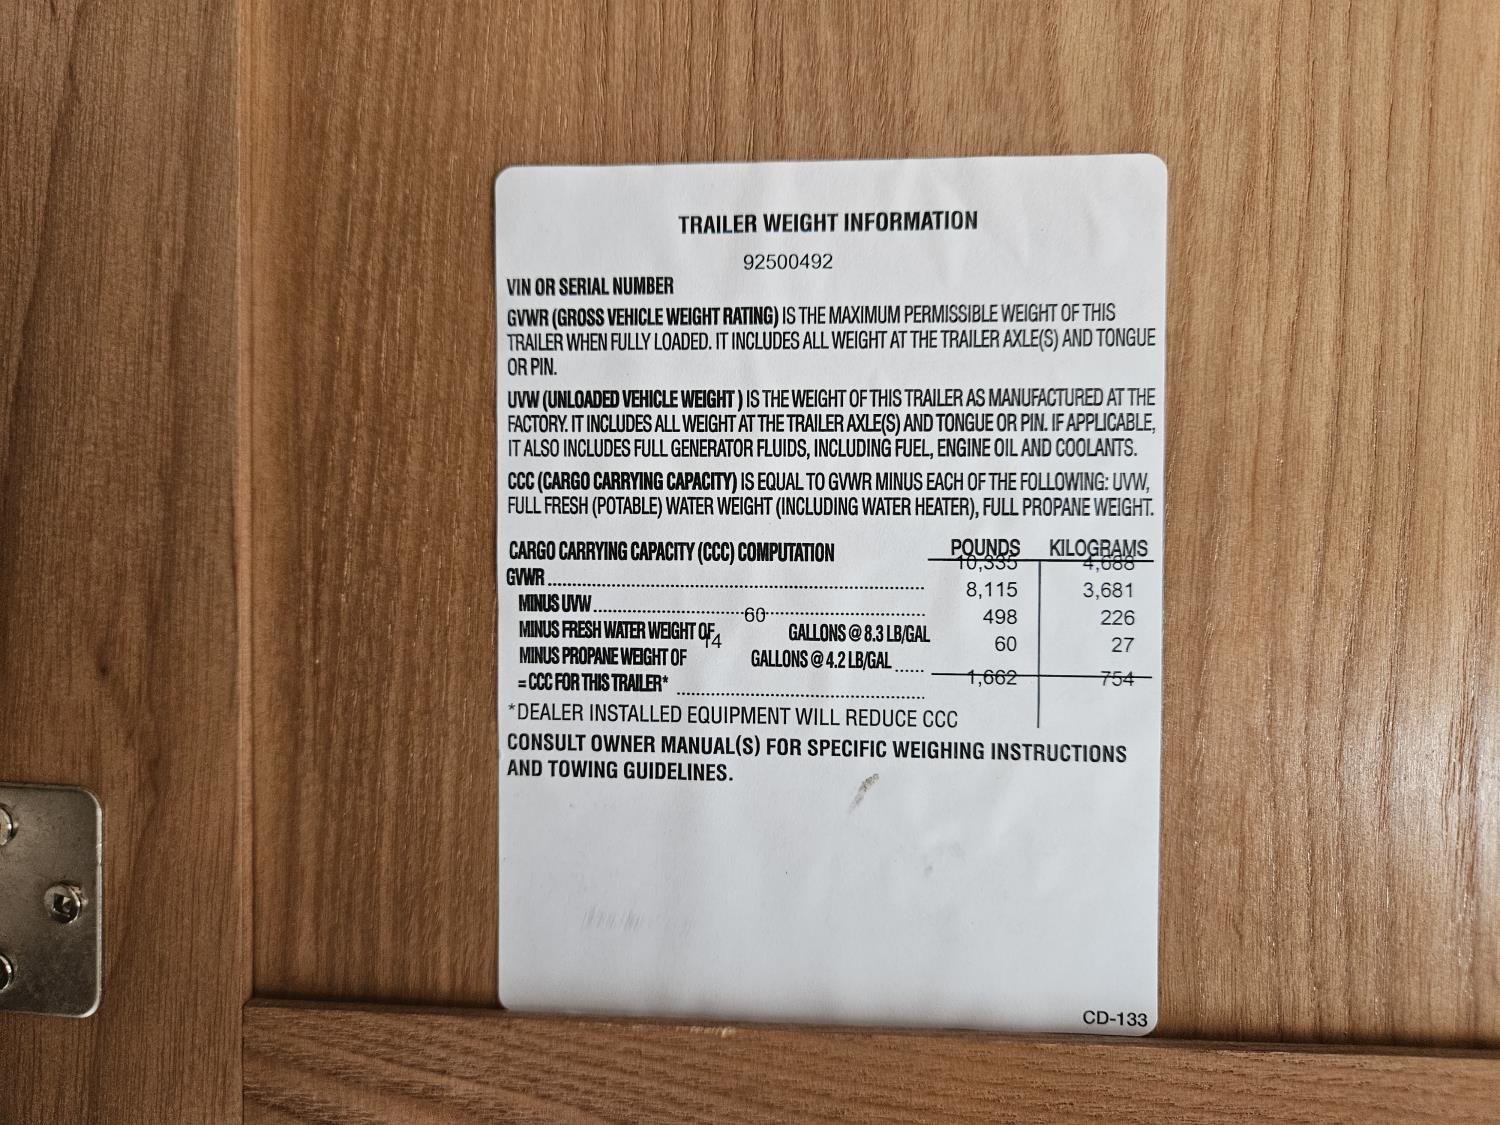 TRAILER WEIGHT INFORMATION
92500492
VIN OR SERIAL NUMBER
GVWR (GROSS VEHICLE WEIGHT RATING) IS THE MAXIMUM PERMISSIBLE WEIGHT OF THIS
TRAILER WHEN FULLY LOADED. IT INCLUDES ALL WEIGHT AT THE TRAILER AXLE(S) AND TONGUE
OR PIN.
UVW (UNLOADED VEHICLE WEIGHT ) IS THE WEIGHT OF THIS TRAILER AS MANUFACTURED AT THE
FACTORY. IT INCLUDES ALL WEIGHT AT THE TRAILER AXLE(S) AND TONGUE OR PIN. IF APPLICABLE,
IT ALSO INCLUDES FULL GENERATOR FLUIDS, INCLUDING FUEL, ENGINE OIL AND COOLANTS.
CCC (CARGO CARRYING CAPACITY) IS EQUAL TO GVWR MINUS EACH OF THE FOLLOWING: UVW,
FULL FRESH (POTABLE) WATER WEIGHT (INCLUDING WATER HEATER), FULL PROPANE WEIGHT.
CARGO CARRYING CAPACITY (CCC) COMPUTATION POUNDS KILOGRAMS
GVWR 10,335 4,688
MINUS UVW 8,115 3,681
MINUS FRESH WATER WEIGHT OF 60 GALLONS @ 8.3 LB/GAL 498 226
MINUS PROPANE WEIGHT OF 14 GALLONS @ 4.2 LB/GAL 60 27
= CCC FOR THIS TRAILER* 1,662 754
*DEALER INSTALLED EQUIPMENT WILL REDUCE CCC
CONSULT OWNER MANUAL(S) FOR SPECIFIC WEIGHING INSTRUCTIONS
AND TOWING GUIDELINES.
CD-133